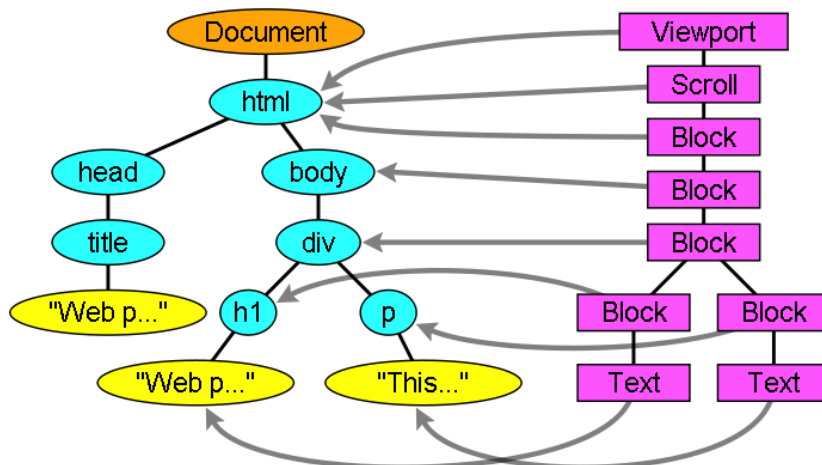 Document
Viewport
html
Scroll
Block
head
body
Block
title
div
Block
"Web p..."
h1
p
Block
Block
"Web p..."
"This..."
Text
Text